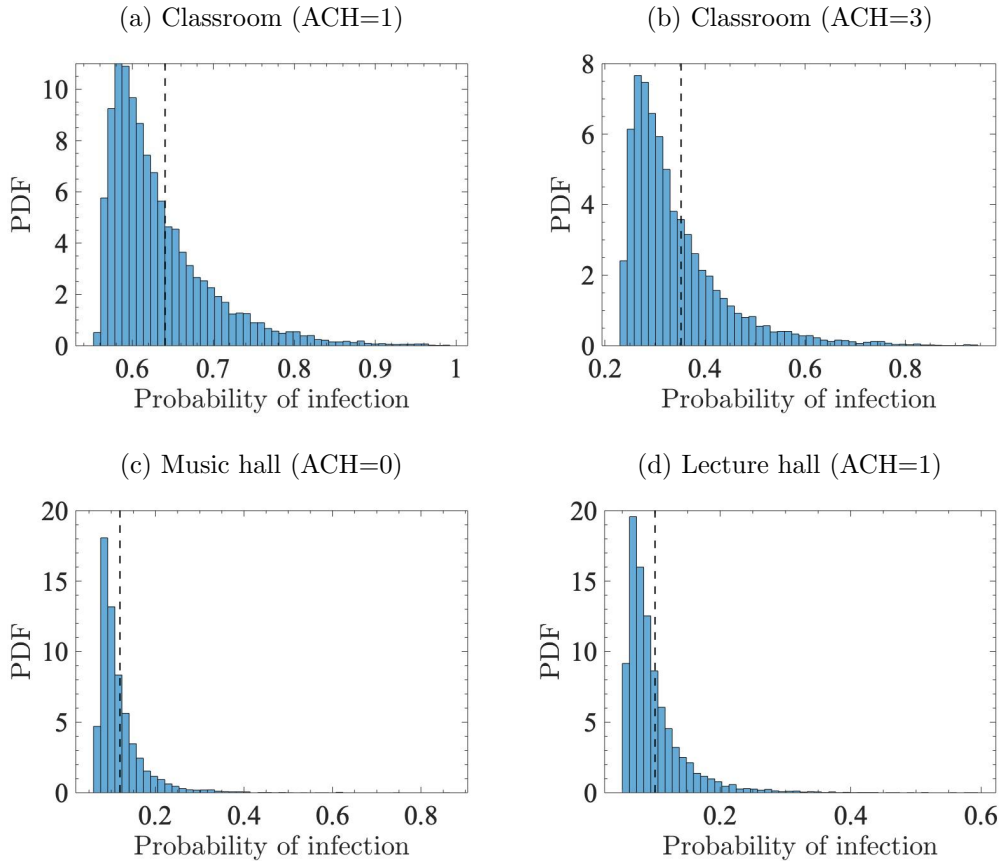 (a) Classroom (ACH=1)
PDF
10
8
6
4
2
0
0.6 0.7 0.8 0.9 1
Probability of infection
(b) Classroom (ACH=3)
PDF
8
6
4
2
0
0.2 0.4 0.6 0.8
Probability of infection
(c) Music hall (ACH=0)
PDF
20
15
10
5
0
0.2 0.4 0.6 0.8
Probability of infection
(d) Lecture hall (ACH=1)
PDF
20
15
10
5
0
0.2 0.4 0.6
Probability of infection